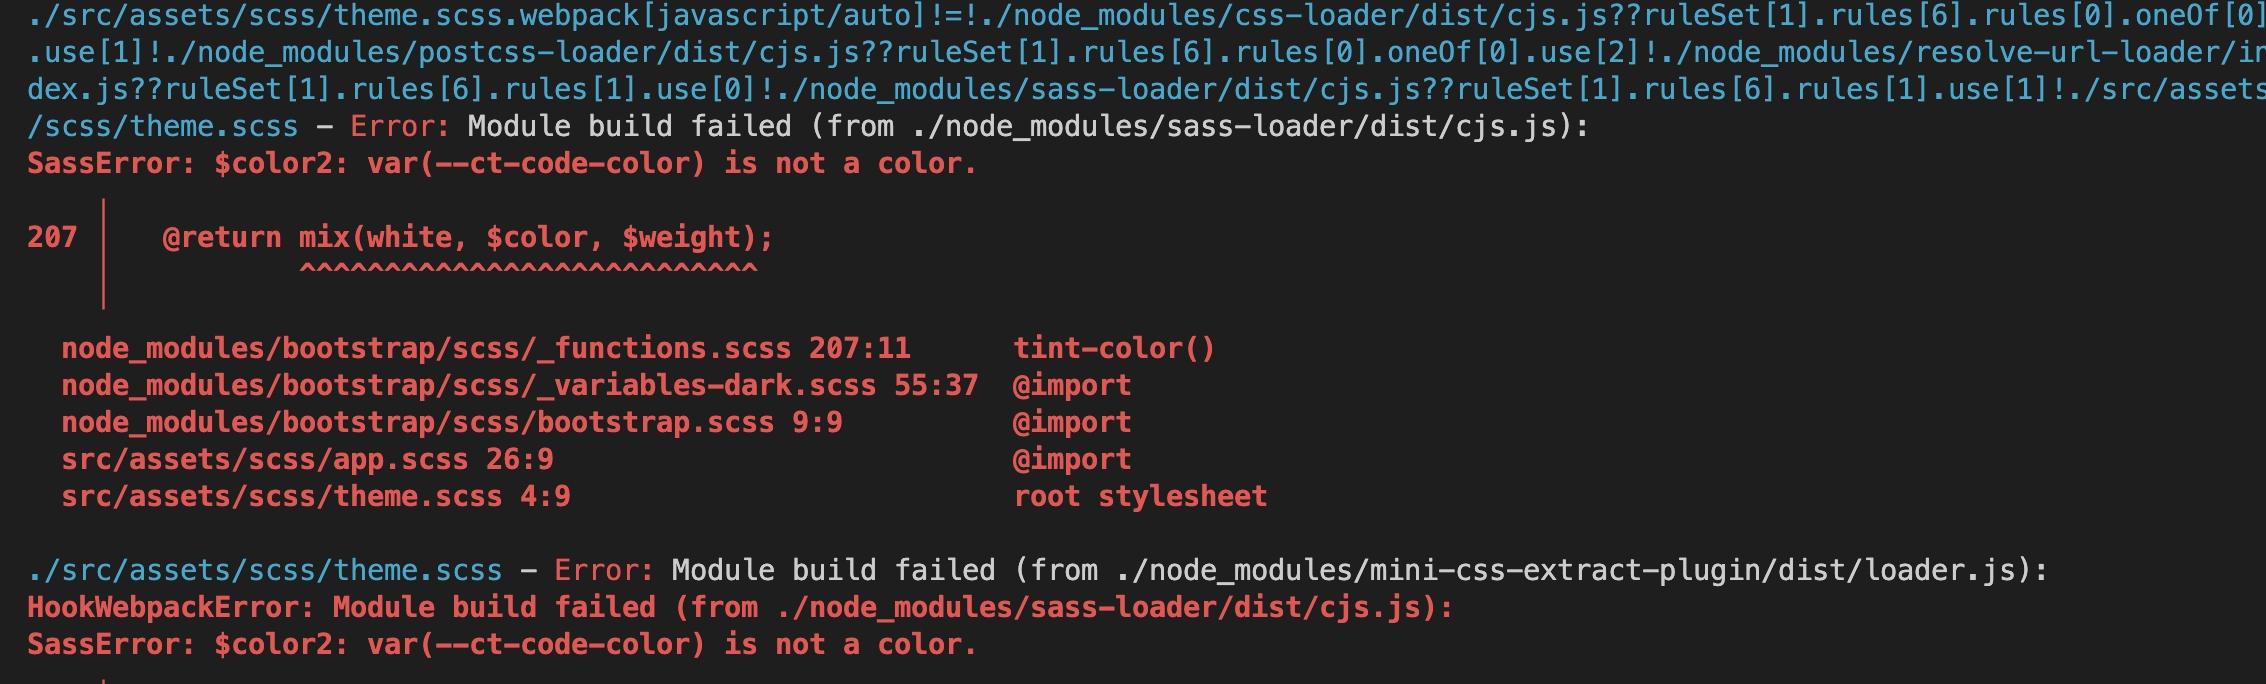 ./src/assets/scss/theme.scss.webpack[javascript/auto]!=!./node_modules/css-loader/dist/cjs.js??ruleSet[1].rules[6].rules[0].oneOf[0]
.use[1]!./node_modules/postcss-loader/dist/cjs.js??ruleSet[1].rules[6].rules[0].oneOf[0].use[2]!./node_modules/resolve-url-loader/in
dex.js??ruleSet[1].rules[6].rules[1].use[0]!./node_modules/sass-loader/dist/cjs.js??ruleSet[1].rules[6].rules[1].use[1]!./src/assets
/scss/theme.scss - Error: Module build failed (from ./node_modules/sass-loader/dist/cjs.js):
SassError: $color2: var(--ct-code-color) is not a color.
207 │   @return mix(white, $color, $weight);
^^^^^^^^^^^^^^^^^^^^^^^^^^^
node_modules/bootstrap/scss/_functions.scss 207:11      tint-color()
node_modules/bootstrap/scss/_variables-dark.scss 55:37  @import
node_modules/bootstrap/scss/bootstrap.scss 9:9          @import
src/assets/scss/app.scss 26:9                           @import
src/assets/scss/theme.scss 4:9                          root stylesheet
./src/assets/scss/theme.scss - Error: Module build failed (from ./node_modules/mini-css-extract-plugin/dist/loader.js):
HookWebpackError: Module build failed (from ./node_modules/sass-loader/dist/cjs.js):
SassError: $color2: var(--ct-code-color) is not a color.